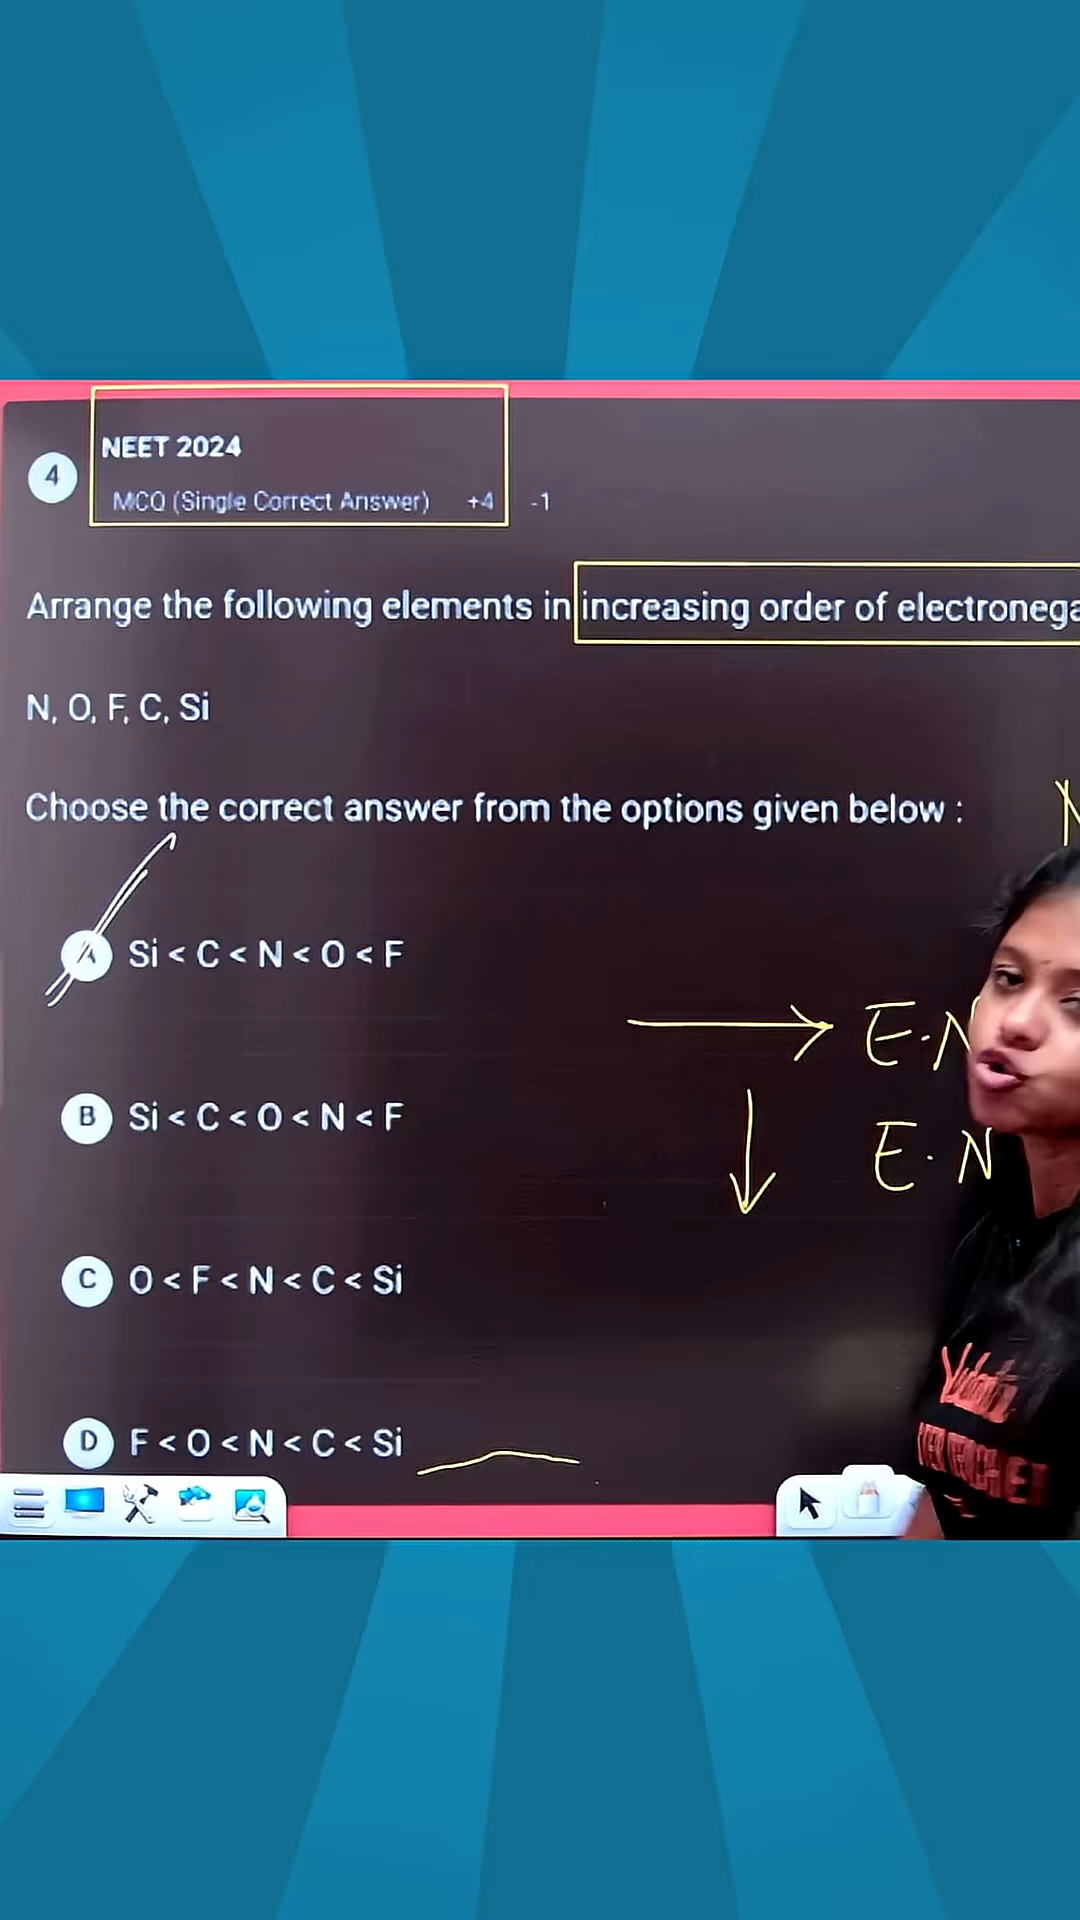 4
NEET 2024
MCQ (Single Correct Answer) +4 -1
Arrange the following elements in increasing order of
N, O, F, C, Si
Choose the correct answer from the options given below :
A Si < C < N < O < F
E.N
B Si < C < O < N < F
E.N
C O < F < N < C < Si
D F < O < N < C < Si